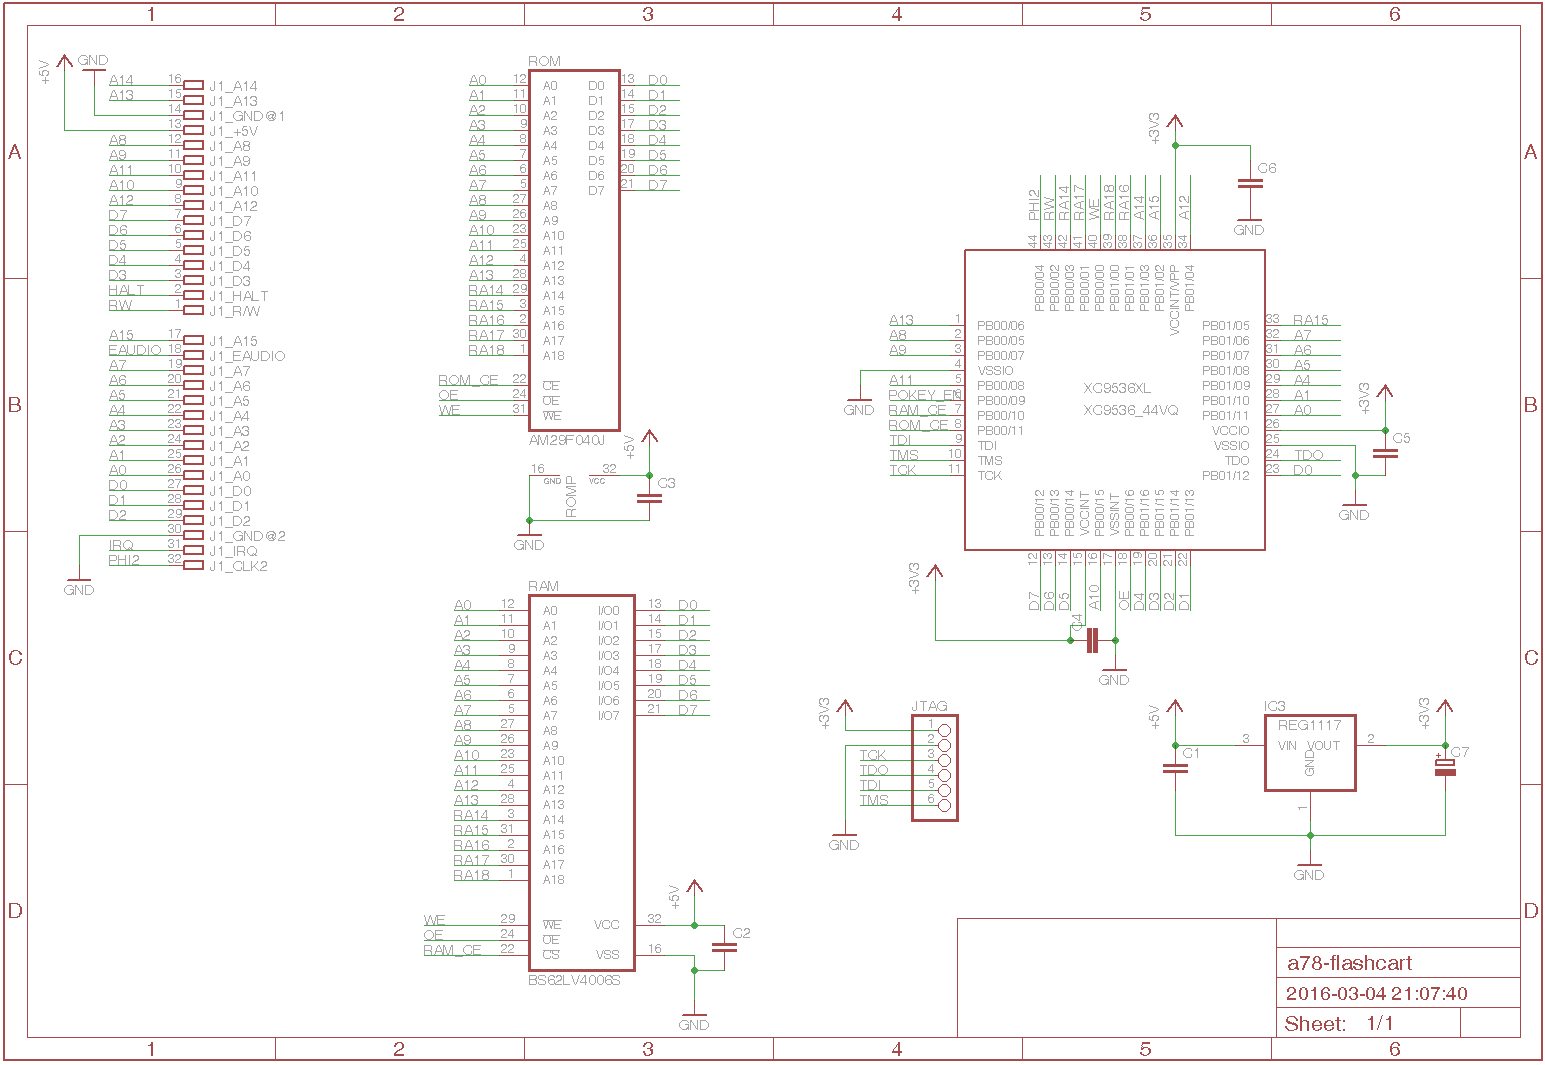 1 2 3 4 5 6
A
B
C
D
+5V
GND
A14 16 J1_A14
A13 15 J1_A13
14 J1_GND@1
13 J1_+5V
A8 12 J1_A8
A9 11 J1_A9
A11 10 J1_A11
A10 9 J1_A10
A12 8 J1_A12
D7 7 J1_D7
D6 6 J1_D6
D5 5 J1_D5
D4 4 J1_D4
D3 3 J1_D3
HALT 2 J1_HALT
RW 1 J1_R/W
A15 17 J1_A15
EAUDIO 18 J1_EAUDIO
A7 19 J1_A7
A6 20 J1_A6
A5 21 J1_A5
A4 22 J1_A4
A3 23 J1_A3
A2 24 J1_A2
A1 25 J1_A1
A0 26 J1_A0
D0 27 J1_D0
D1 28 J1_D1
D2 29 J1_D2
30 J1_GND@2
IRQ 31 J1_IRQ
PHI2 32 J1_CLK2
GND
ROM
A0 12 A0 D0 13 D0
A1 11 A1 D1 14 D1
A2 10 A2 D2 15 D2
A3 9 A3 D3 17 D3
A4 8 A4 D4 18 D4
A5 7 A5 D5 19 D5
A6 6 A6 D6 20 D6
A7 5 A7 D7 21 D7
A8 27 A8
A9 26 A9
A10 23 A10
A11 25 A11
A12 4 A12
A13 28 A13
RA14 29 A14
RA15 3 A15
RA16 2 A16
RA17 30 A17
RA18 1 A18
ROM_CE 22 CE
OE 24 OE
WE 31 WE
AM29F040J
+5V
16 GND ROMP VCC 32
C3
GND
RAM
A0 12 A0 I/O0 13 D0
A1 11 A1 I/O1 14 D1
A2 10 A2 I/O2 15 D2
A3 9 A3 I/O3 17 D3
A4 8 A4 I/O4 18 D4
A5 7 A5 I/O5 19 D5
A6 6 A6 I/O6 20 D6
A7 5 A7 I/O7 21 D7
A8 27 A8
A9 26 A9
A10 23 A10
A11 25 A11
A12 4 A12
A13 28 A13
RA14 3 A14
RA15 31 A15
RA16 2 A16
RA17 30 A17
RA18 1 A18
WE 29 WE VCC 32
OE 24 OE
RAM_CE 22 CS VSS 16
BS62LV4006S
+5V
C2
GND
+3V3
C6
GND
PHI2 RW RA14 RA17 WE RA18 RA16 A14 A15 A12
44 43 42 41 40 39 38 37 36 35 34
PB00/04 PB00/02 PB00/03 PB00/01 PB00/00 PB01/00 PB01/01 PB01/03 PB01/02 VCCINT/VPP PB01/04
A13 1 PB00/06 PB01/05 33 RA15
A8 2 PB00/05 PB01/06 32 A7
A9 3 PB00/07 PB01/07 31 A6
4 VSSIO PB01/08 30 A5
A11 5 PB00/08 PB01/09 29 A4
POKEY_EN 6 PB00/09 PB01/10 28 A1
RAM_CE 7 PB00/10 PB01/11 27 A0
ROM_CE 8 PB00/11 VCCIO 26
TDI 9 TDI VSSIO 25
TMS 10 TMS TDO 24 TDO
TCK 11 TCK PB01/12 23 D0
XC9536XL
XC9536_44VQ
GND
+3V3
C5
GND
PB00/12 PB00/13 PB00/14 VCCINT PB00/15 VSSINT PB00/16 PB01/16 PB01/15 PB01/14 PB01/13
12 13 14 15 16 17 18 19 20 21 22
D7 D6 D5 A10 OE D4 D3 D2 D1
+3V3
C4
GND
+3V3
JTAG
1
2
TCK 3
TDO 4
TDI 5
TMS 6
GND
+5V
C1
IC3
REG1117
3 VIN VOUT 2
GND
1
+3V3
+
C7
GND
a78-flashcart
2016-03-04 21:07:40
Sheet: 1/1
A
B
C
D
1 2 3 4 5 6